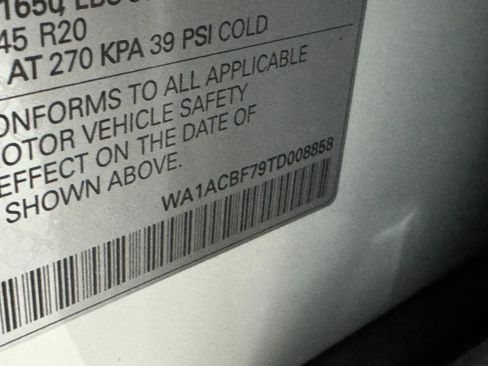 45 R20
AT 270 KPA 39 PSI COLD
ONFORMS TO ALL APPLICABLE
OTOR VEHICLE SAFETY
EFFECT ON THE DATE OF
SHOWN ABOVE.
WA1ACBF79TD008858